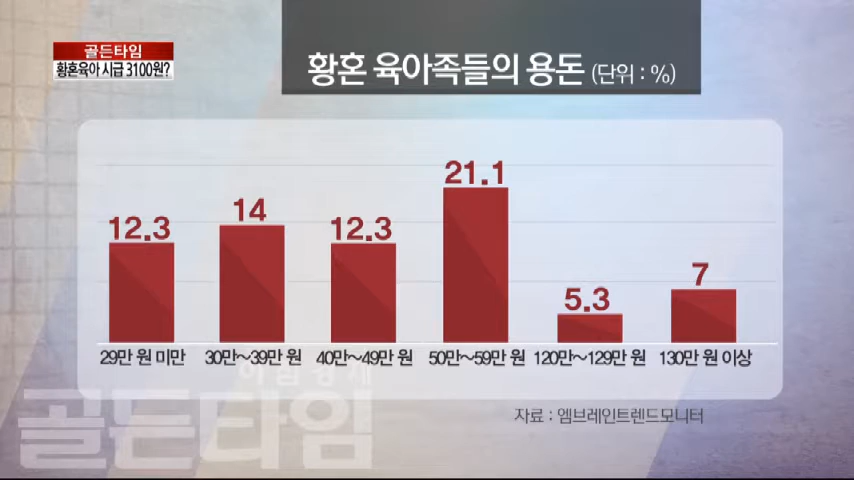 골든타임
황혼육아 시급 3100원?
황혼 육아족들의 용돈 (단위 : %)
12.3
14
12.3
21.1
5.3
7
29만 원 미만
30만~39만 원
40만~49만 원
50만~59만 원
120만~129만 원
130만 원 이상
아침경제
골든타임
자료 : 엠브레인트렌드모니터